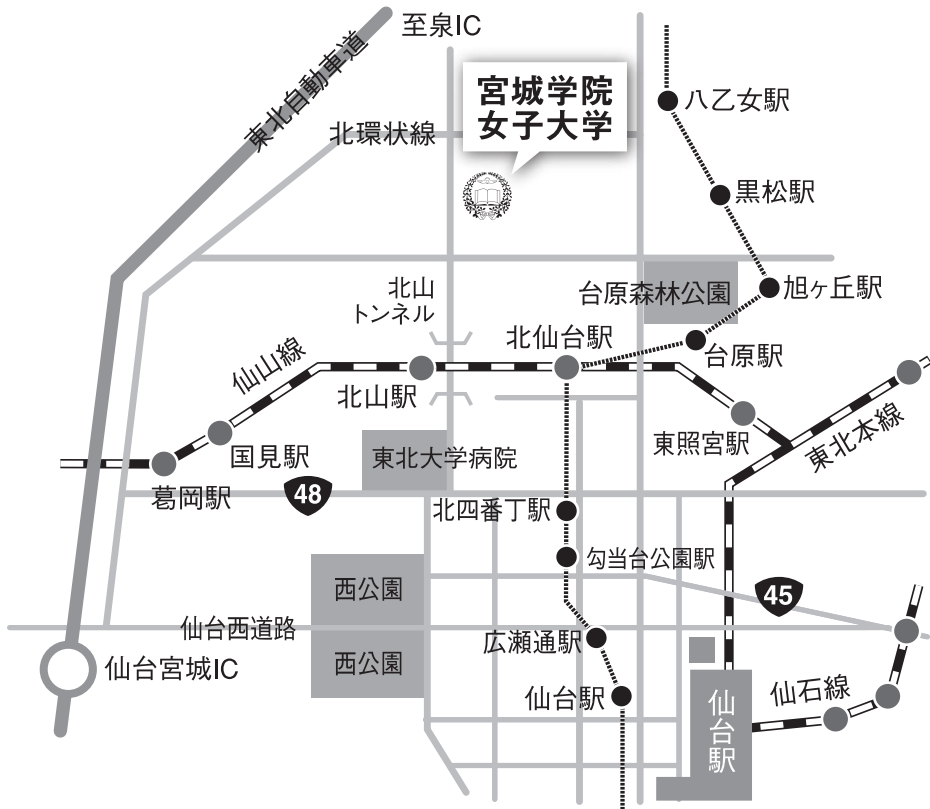 至泉IC
東北自動車道
宮城学院
女子大学
八乙女駅
北環状線
黒松駅
北山
トンネル
台原森林公園
旭ヶ丘駅
北仙台駅
台原駅
仙山線
北山駅
東照宮駅
東北本線
国見駅
東北大学病院
葛岡駅
48
北四番丁駅
勾当台公園駅
西公園
45
仙台西道路
広瀬通駅
西公園
仙台宮城IC
仙台駅
仙台駅
仙石線